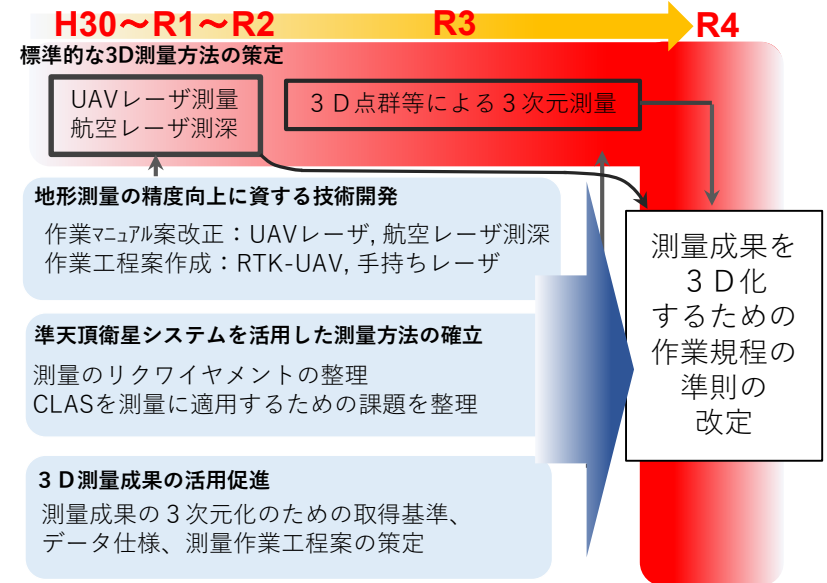 H30～R1～R2
R3
R4
標準的な3D測量方法の策定
UAVレーザ測量
航空レーザ測深
３Ｄ点群等による３次元測量
地形測量の精度向上に資する技術開発
作業ﾏﾆｭｱﾙ案改正：UAVレーザ, 航空レーザ測深
作業工程案作成：RTK-UAV, 手持ちレーザ
準天頂衛星システムを活用した測量方法の確立
測量のリクワイヤメントの整理
CLASを測量に適用するための課題を整理
３Ｄ測量成果の活用促進
測量成果の３次元化のための取得基準、
データ仕様、測量作業工程案の策定
測量成果を
３Ｄ化
するための
作業規程の
準則の
改定